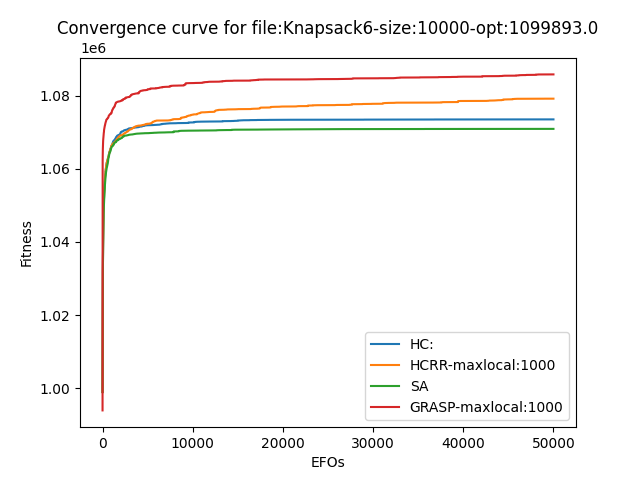 Convergence curve for file:Knapsack6-size:10000-opt:1099893.0
1e6
1.08
1.06
1.04
1.02
1.00
Fitness
0
10000
20000
30000
40000
50000
EFOs
HC:
HCRR-maxlocal:1000
SA
GRASP-maxlocal:1000